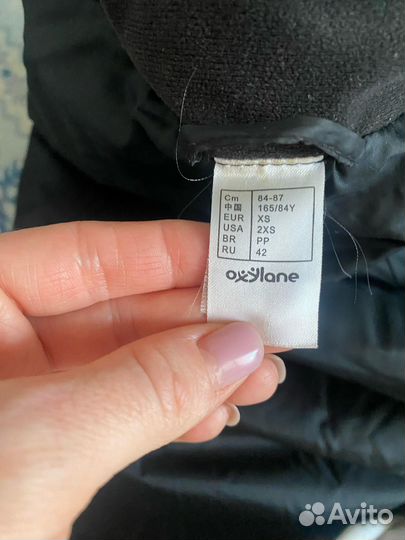 Cm 84-87
中国 165/84Y
EUR XS
USA 2XS
BR PP
RU 42
oxylane
Avito